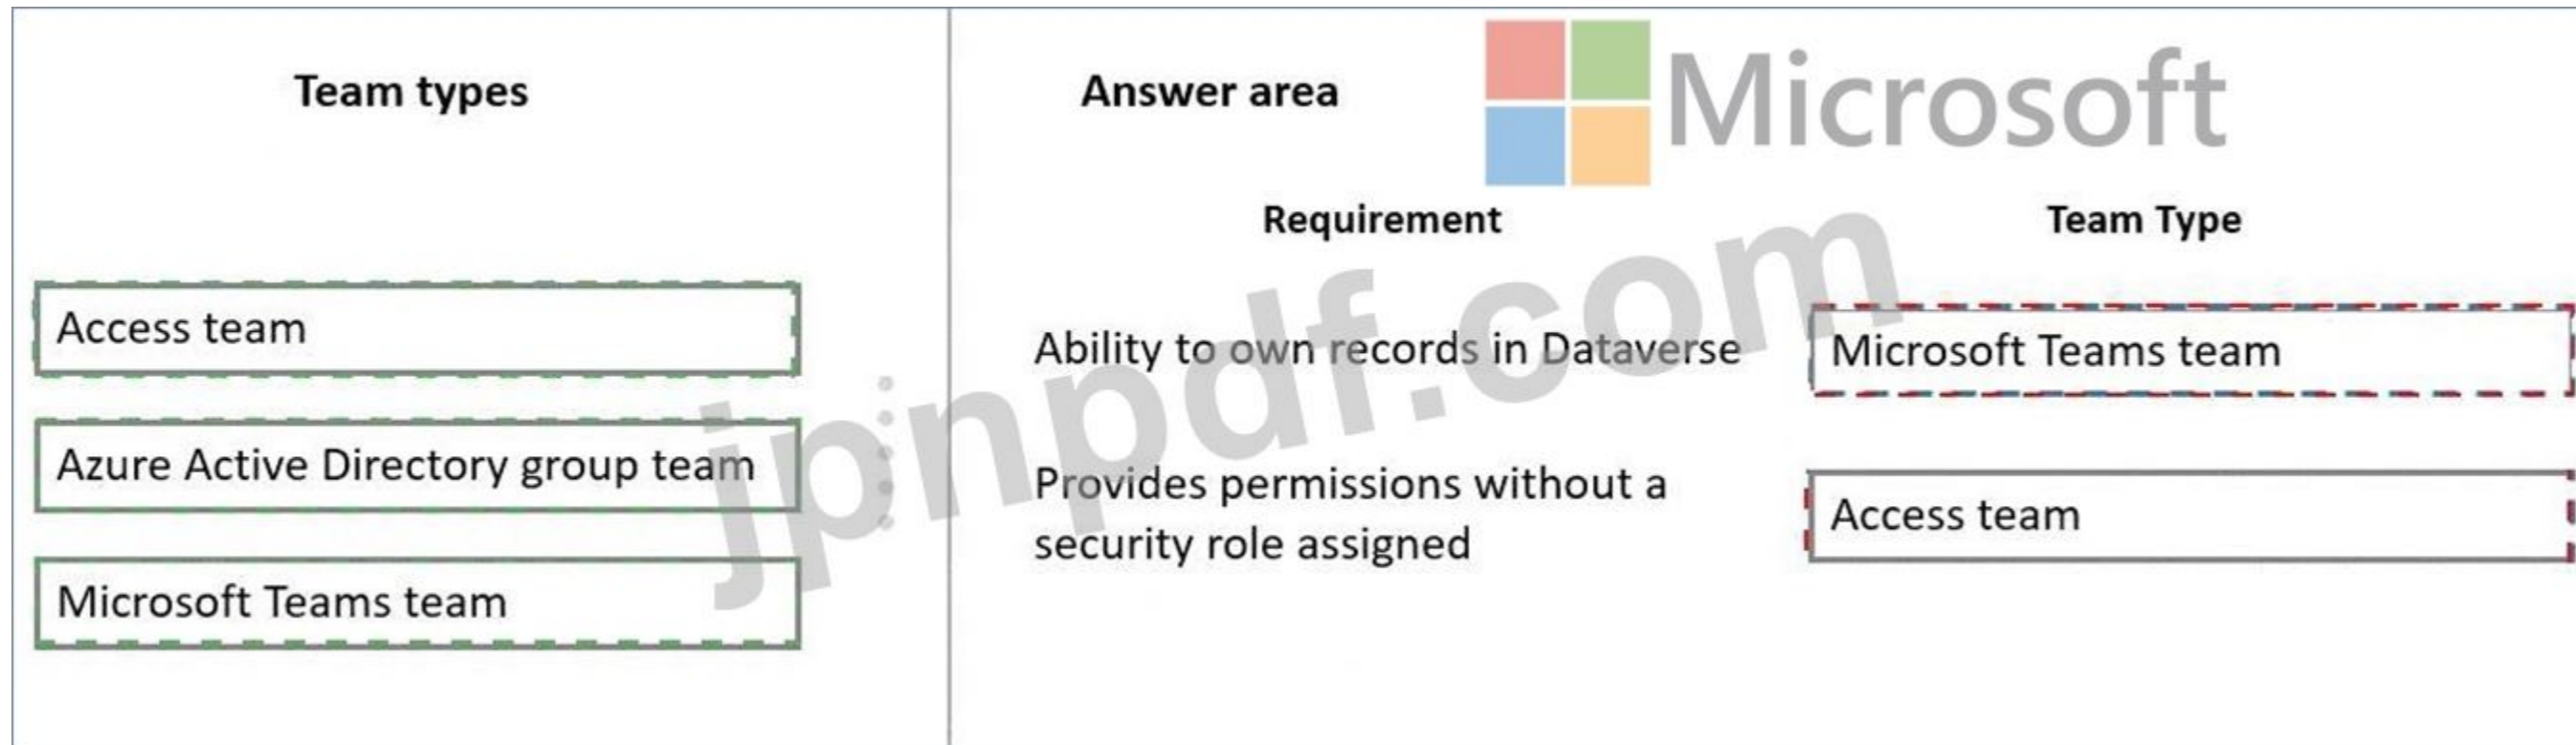 Team types
Access team
Azure Active Directory group team
Microsoft Teams team
Answer area
Microsoft
Requirement
Team Type
Ability to own records in Dataverse
Microsoft Teams team
Provides permissions without a
security role assigned
Access team
jpnpdf.com